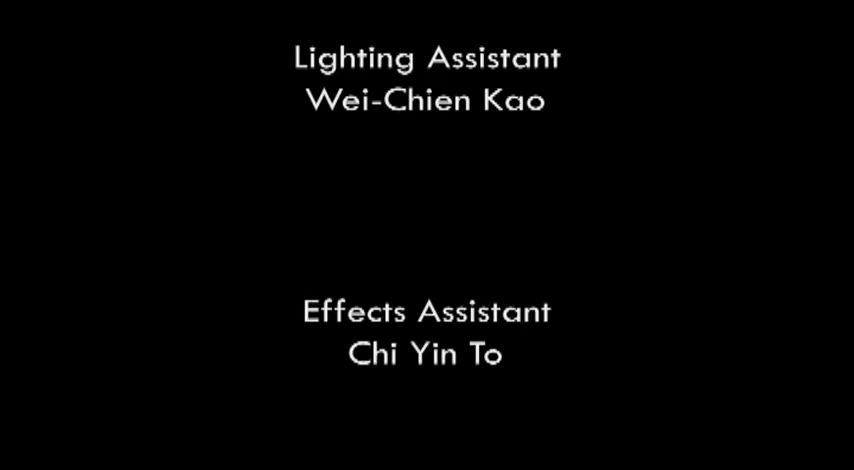 Lighting Assistant
Wei-Chien Kao
Effects Assistant
Chi Yin To